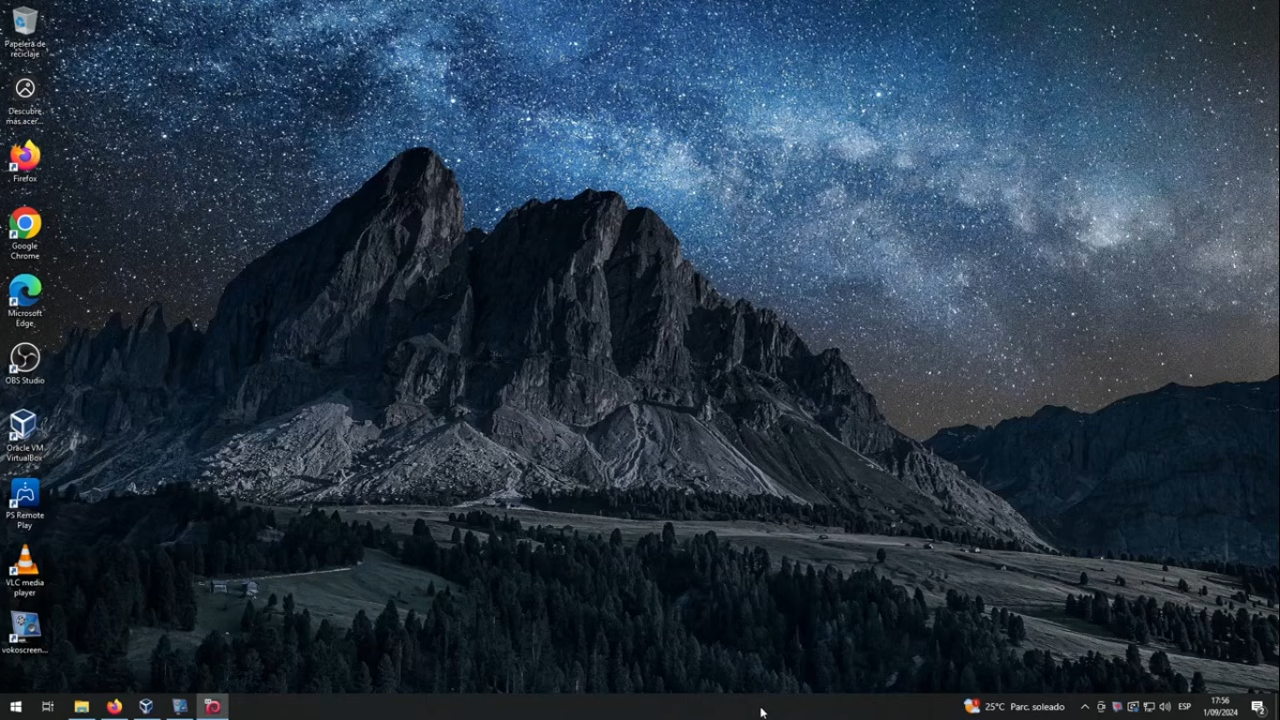 Papelera de
reciclaje
Descubre
más acer...
Firefox
Google
Chrome
Microsoft
Edge
OBS Studio
Oracle VM
VirtualBox
PS Remote
Play
VLC media
player
vokoscreen...
25°C Parc. soleado
ESP
17:56
1/09/2024
2